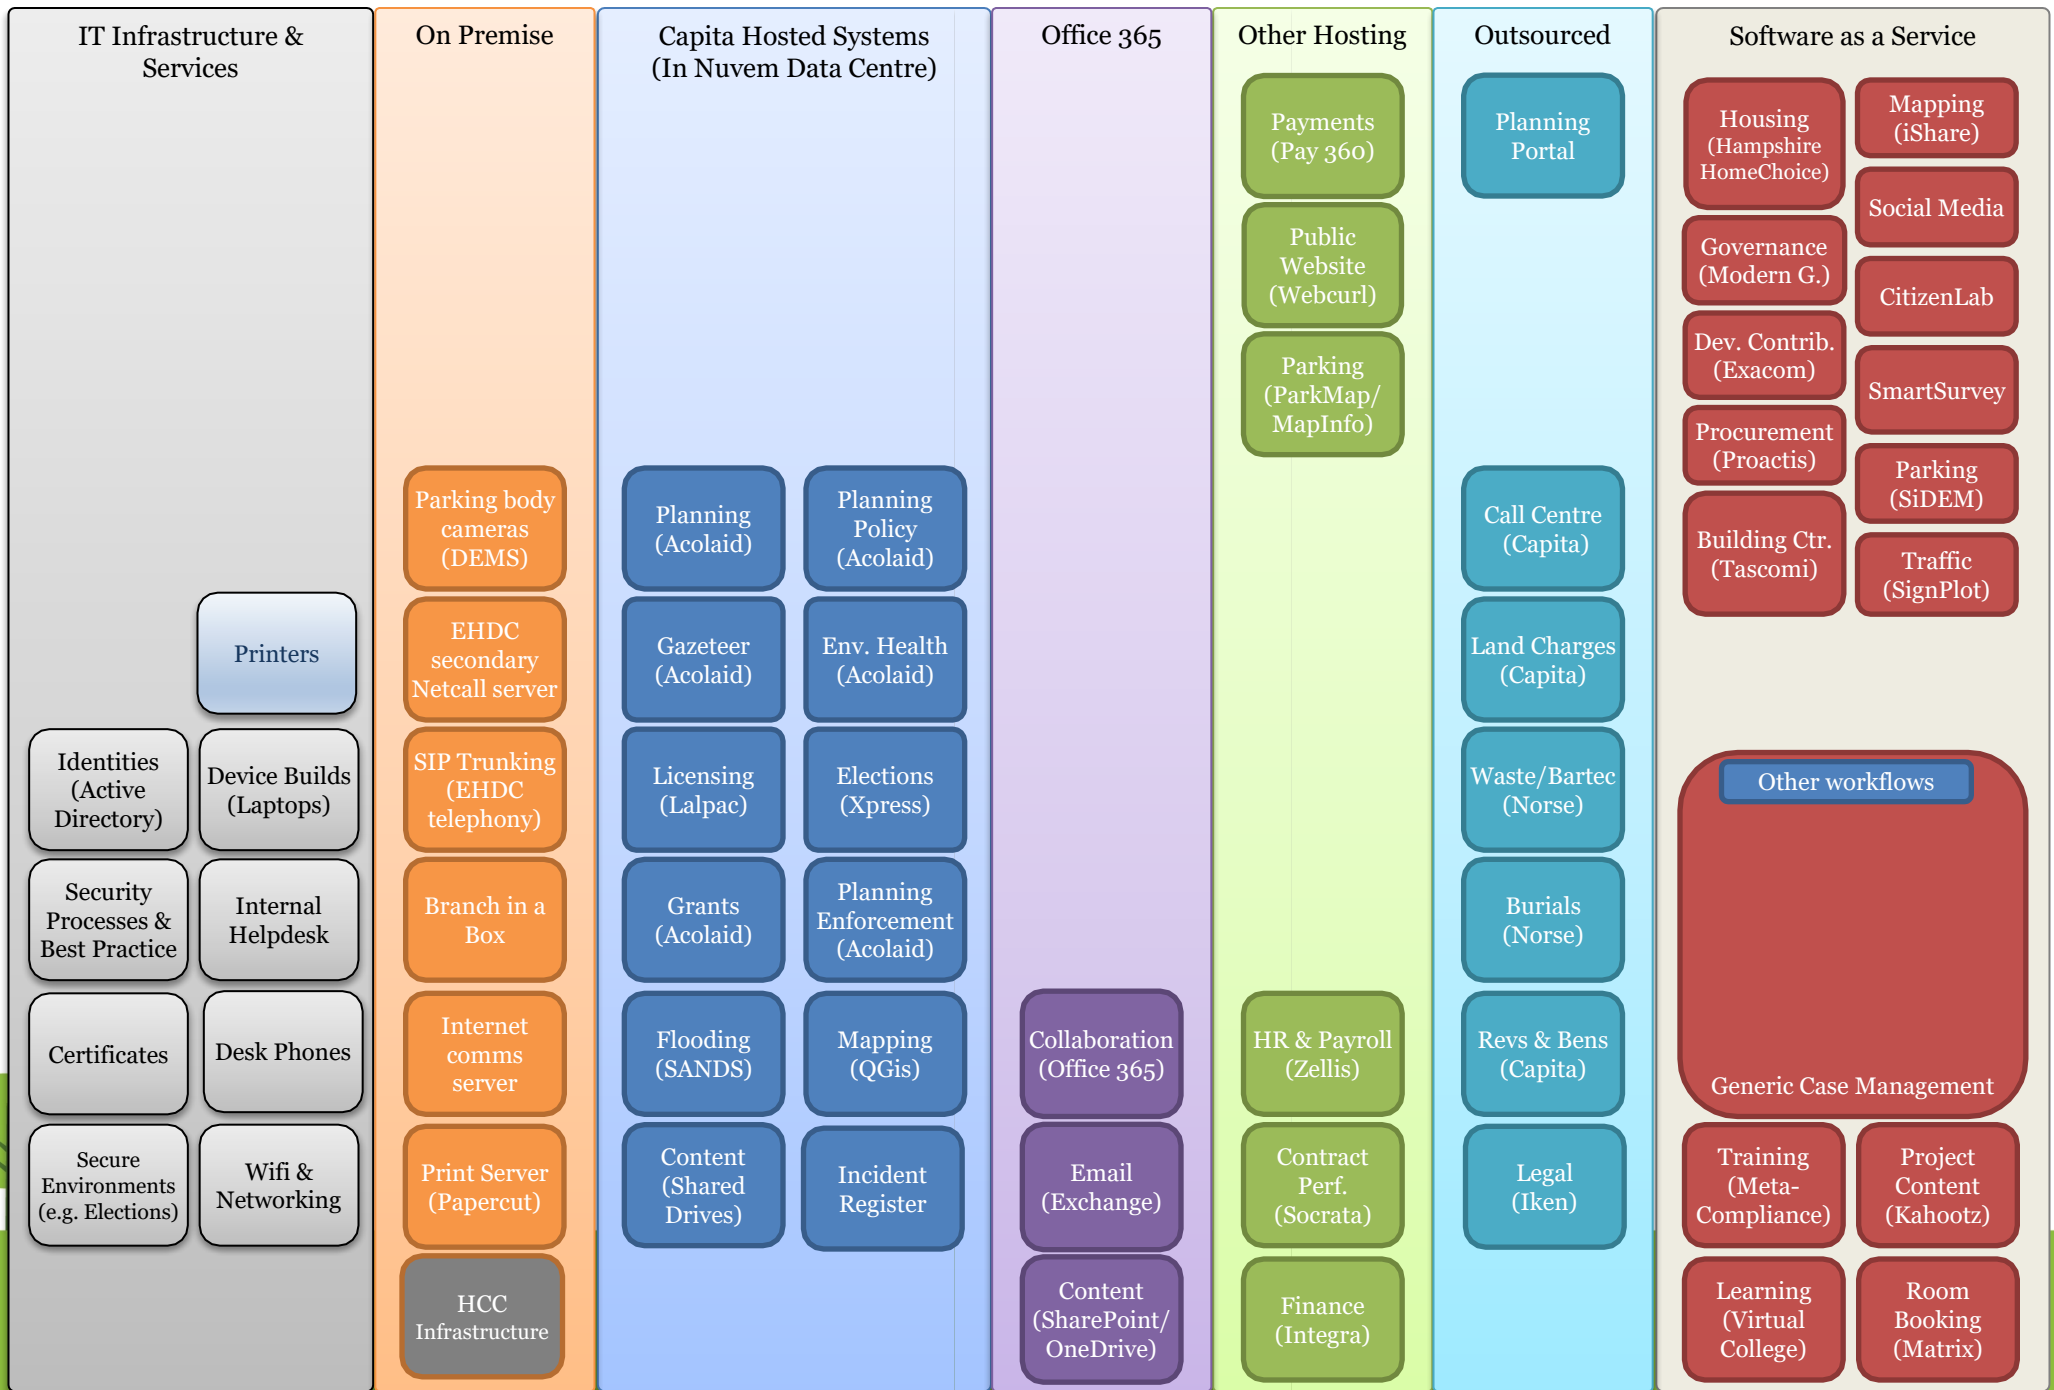 IT Infrastructure &
Services
Printers
Identities
(Active
Directory)
Device Builds
(Laptops)
Security
Processes &
Best Practice
Internal
Helpdesk
Certificates
Desk Phones
Secure
Environments
(e.g. Elections)
Wifi &
Networking
On Premise
Parking body
cameras
(DEMS)
EHDC
secondary
Netcall server
SIP Trunking
(EHDC
telephony)
Branch in a
Box
Internet
comms
server
Print Server
(Papercut)
HCC
Infrastructure
Capita Hosted Systems
(In Nuvem Data Centre)
Planning
(Acolaid)
Planning
Policy
(Acolaid)
Gazeteer
(Acolaid)
Env. Health
(Acolaid)
Licensing
(Lalpac)
Elections
(Xpress)
Grants
(Acolaid)
Planning
Enforcement
(Acolaid)
Flooding
(SANDS)
Mapping
(QGis)
Content
(Shared
Drives)
Incident
Register
Office 365
Collaboration
(Office 365)
Email
(Exchange)
Content
(SharePoint/
OneDrive)
Other Hosting
Payments
(Pay 360)
Public
Website
(Webcurl)
Parking
(ParkMap/
MapInfo)
HR & Payroll
(Zellis)
Contract
Perf.
(Socrata)
Finance
(Integra)
Outsourced
Planning
Portal
Call Centre
(Capita)
Land Charges
(Capita)
Waste/Bartec
(Norse)
Burials
(Norse)
Revs & Bens
(Capita)
Legal
(Iken)
Software as a Service
Housing
(Hampshire
HomeChoice)
Mapping
(iShare)
Social Media
Governance
(Modern G.)
CitizenLab
Dev. Contrib.
(Exacom)
SmartSurvey
Procurement
(Proactis)
Parking
(SiDEM)
Building Ctr.
(Tascomi)
Traffic
(SignPlot)
Other workflows
Generic Case Management
Training
(Meta-
Compliance)
Project
Content
(Kahootz)
Learning
(Virtual
College)
Room
Booking
(Matrix)